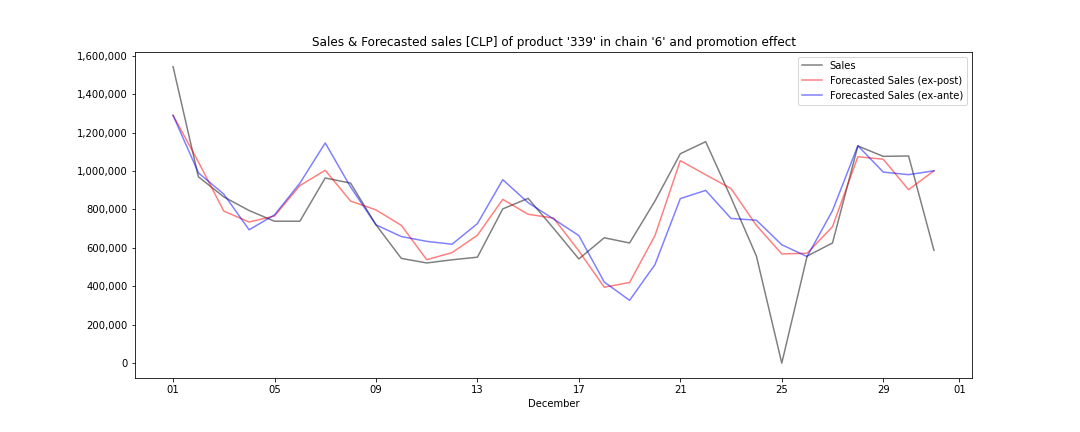 Sales & Forecasted sales [CLP] of product '339' in chain '6' and promotion effect
1,600,000
1,400,000
1,200,000
1,000,000
800,000
600,000
400,000
200,000
0
Sales
Forecasted Sales (ex-post)
Forecasted Sales (ex-ante)
01 05 09 13 17 21 25 29 01
December